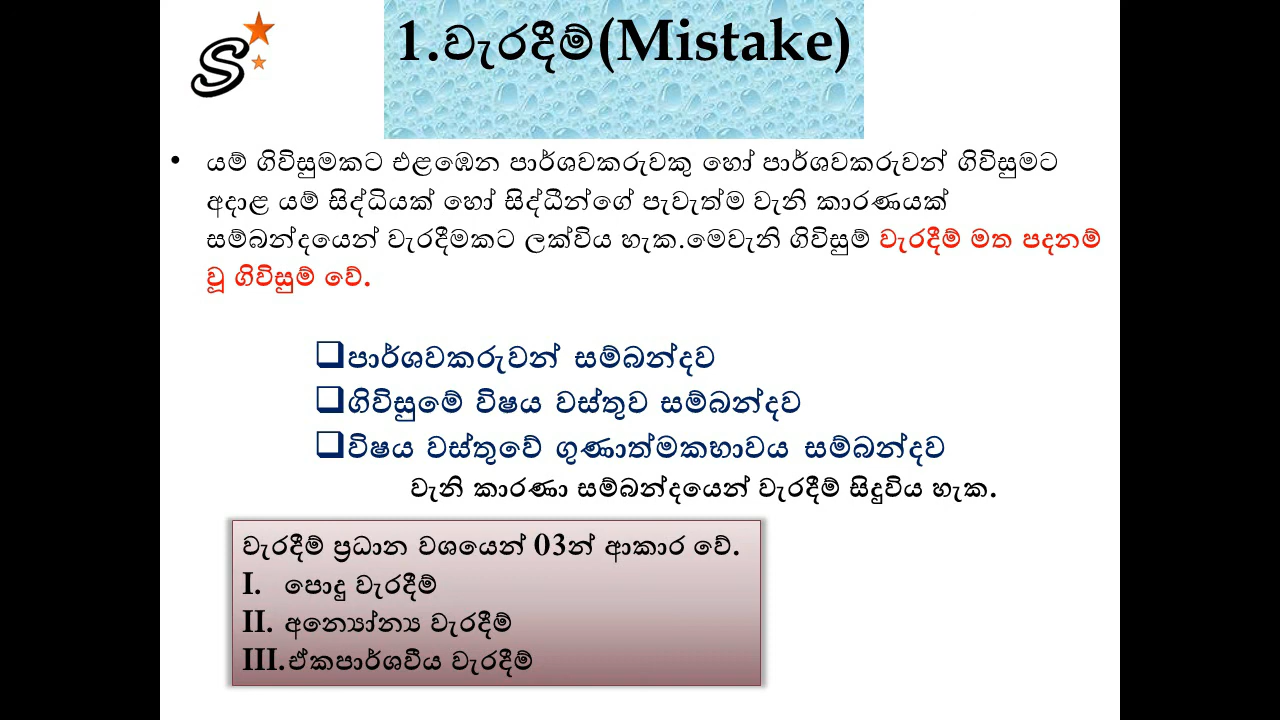 S
1.වැරදීම්(Mistake)
• යම් ගිවිසුමකට එළඹෙන පාර්ශවකරුවකු හෝ පාර්ශවකරුවන් ගිවිසුමට
අදාළ යම් සිද්ධියක් හෝ සිද්ධීන්ගේ පැවැත්ම වැනි කාරණයක්
සම්බන්දයෙන් වැරදීමකට ලක්විය හැක.මෙවැනි ගිවිසුම් වැරදීම් මත පදනම්
වූ ගිවිසුම් වේ.
❑පාර්ශවකරුවන් සම්බන්දව
❑ගිවිසුමේ විෂය වස්තුව සම්බන්දව
❑විෂය වස්තුවේ ගුණාත්මකභාවය සම්බන්දව
වැනි කාරණා සම්බන්දයෙන් වැරදීම් සිදුවිය හැක.
වැරදීම් ප්‍රධාන වශයෙන් 03න් ආකාර වේ.
I. පොදු වැරදීම්
II. අන්‍යෝන්‍ය වැරදීම්
III.ඒකපාර්ශවීය වැරදීම්